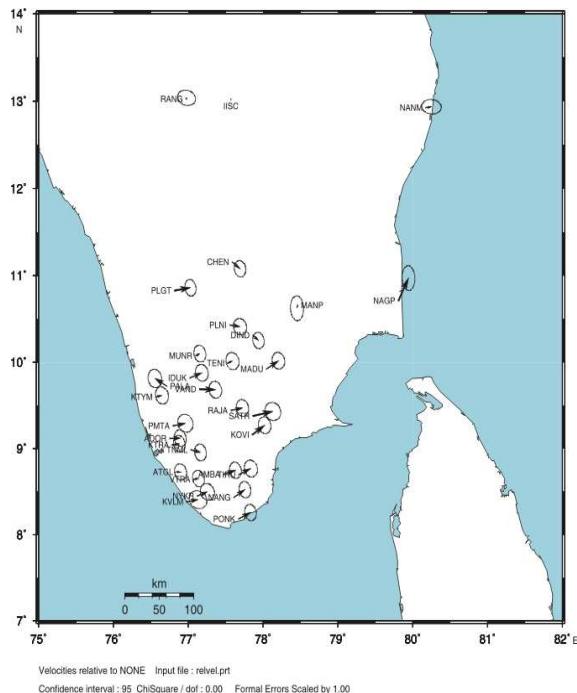 14°
N
RANG
IISC
NANM
13°
12°
CHEN
11°
PLGT
MANP
NAGP
PLNI
DIND
MUNR
TENI
10°
MADU
IDUK
PALA
VAND
KTYM
RAJA
SATR
PMTA
KOVI
ADOR
KTRA
9°
ATGL
AMBA
VTRA
NYKR
KVLM
VANG
PONK
km
0 50 100
8°
7°
75° 76° 77° 78° 79° 80° 81° 82° E
Velocities relative to NONE Input file : relvel.prt
Confidence interval : 95 ChiSquare / dof : 0.00 Formal Errors Scaled by 1.00